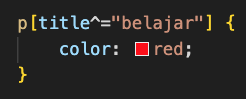 p[title^="belajar"] {
    color: red;
}